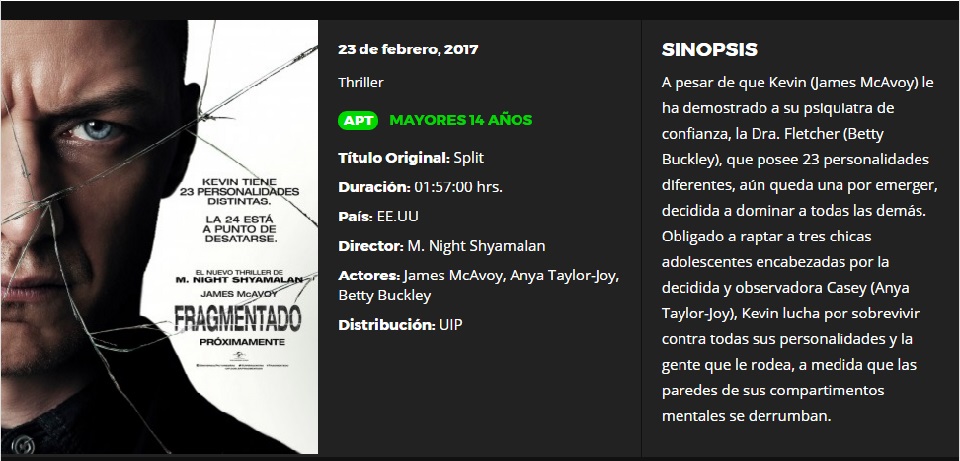 KEVIN TIENE
23 PERSONALIDADES
DISTINTAS.
LA 24 ESTÁ
A PUNTO DE
DESATARSE.
EL NUEVO THRILLER DE
M. NIGHT SHYAMALAN
JAMES McAVOY
FRAGMENTADO
PRÓXIMAMENTE
23 de febrero, 2017
Thriller
APT MAYORES 14 AÑOS
Título Original: Split
Duración: 01:57:00 hrs.
País: EE.UU
Director: M. Night Shyamalan
Actores: James McAvoy, Anya Taylor-Joy,
Betty Buckley
Distribución: UIP
SINOPSIS
A pesar de que Kevin (James McAvoy) le
ha demostrado a su psiquiatra de
confianza, la Dra. Fletcher (Betty
Buckley), que posee 23 personalidades
diferentes, aún queda una por emerger,
decidida a dominar a todas las demás.
Obligado a raptar a tres chicas
adolescentes encabezadas por la
decidida y observadora Casey (Anya
Taylor-Joy), Kevin lucha por sobrevivir
contra todas sus personalidades y la
gente que le rodea, a medida que las
paredes de sus compartimentos
mentales se derrumban.